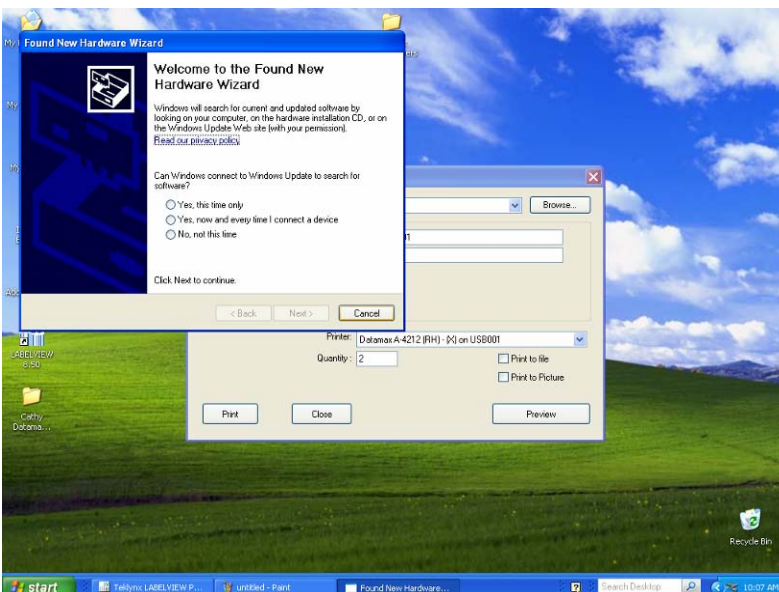 Found New Hardware Wizard
Welcome to the Found New
Hardware Wizard
Windows will search for current and updated software by
looking on your computer, on the hardware installation CD, or on
the Windows Update Web site (with your permission).
Read our privacy policy
Can Windows connect to Windows Update to search for
software?
Yes, this time only
Yes, now and every time I connect a device
No, not this time
Click Next to continue.
< Back
Next >
Cancel
Browse...
Printer:
Datamax A-4212 (RH) - (X) on USB001
Quantity:
2
Print to file
Print to Picture
Print
Close
Preview
LABELVIEW
8.50
Cathy
Datama...
Recycle Bin
start
Teklynx LABELVIEW P...
untitled - Paint
Found New Hardware...
Search Desktop
10:07 AM